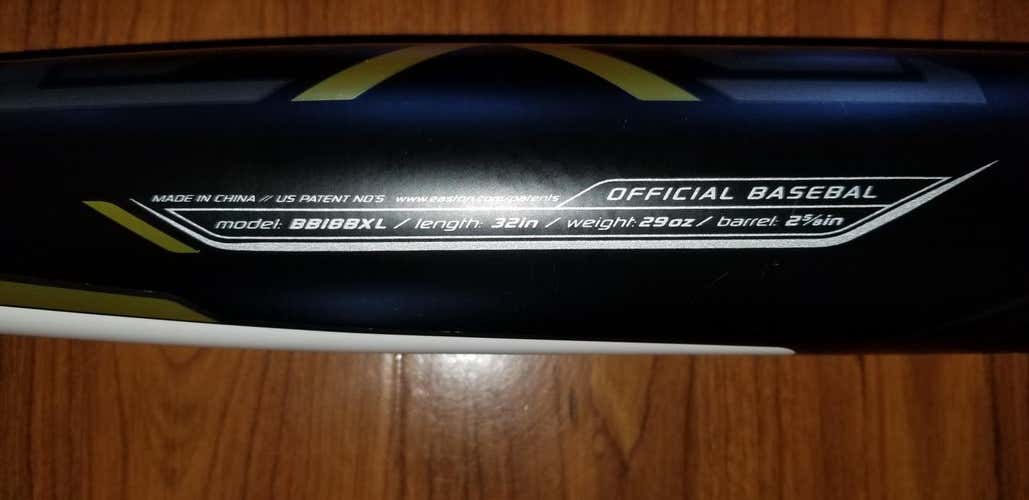 OFFICIAL BASEBAL
MADE IN CHINA // US PATENT NO'S www.easton.com/patents
model: BB18BXL / length: 32in / weight: 29oz / barrel: 2⅝in